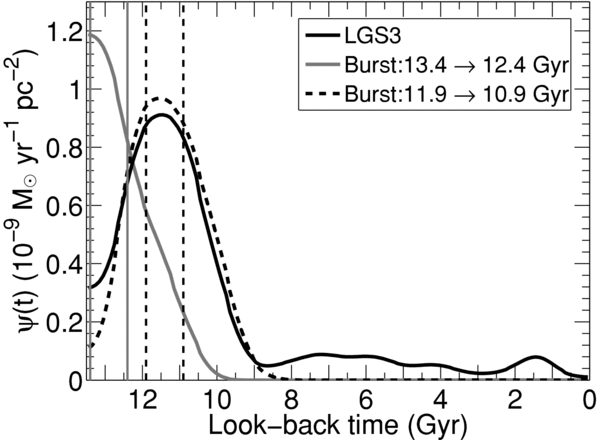 LGS3
Burst:13.4 → 12.4 Gyr
Burst:11.9 → 10.9 Gyr
1.2
1
0.8
0.6
0.4
0.2
0
ψ(t) (10⁻⁹ M☉ yr⁻¹ pc⁻²)
12 10 8 6 4 2 0
Look−back time (Gyr)